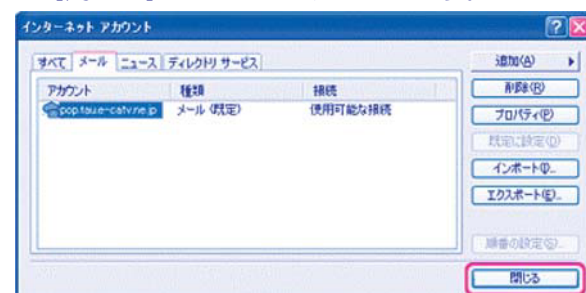 インターネット アカウント
すべて メール ニュース ディレクトリ サービス
アカウント 種類 接続
pop.taue-catv.ne.jp メール (既定) 使用可能な接続
追加(A)
削除(R)
プロパティ(P)
既定に設定(D)
インポート(I)...
エクスポート(E)...
順番の設定(S)...
閉じる